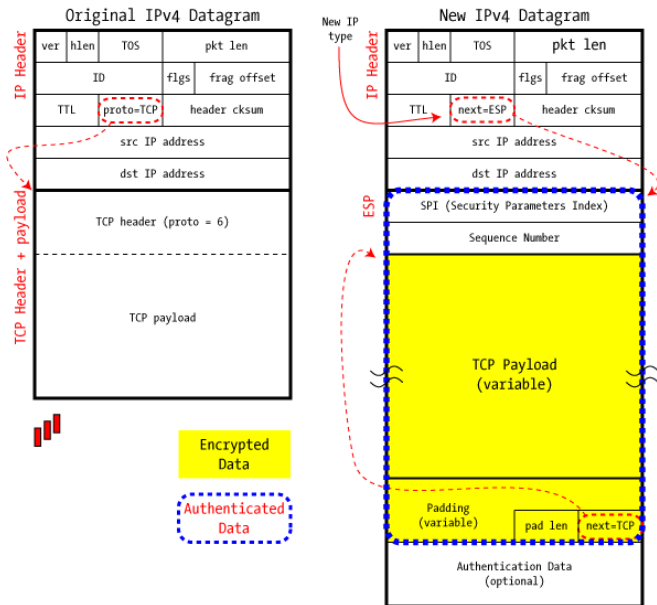 Original IPv4 Datagram
IP Header
ver hlen TOS pkt len
ID flgs frag offset
TTL proto=TCP header cksum
src IP address
dst IP address
TCP Header + payload
TCP header (proto = 6)
TCP payload
Encrypted
Data
Authenticated
Data
New IPv4 Datagram
New IP
type
IP Header
ver hlen TOS pkt len
ID flgs frag offset
TTL next=ESP header cksum
src IP address
dst IP address
ESP
SPI (Security Parameters Index)
Sequence Number
TCP Payload
(variable)
Padding
(variable)
pad len next=TCP
Authentication Data
(optional)